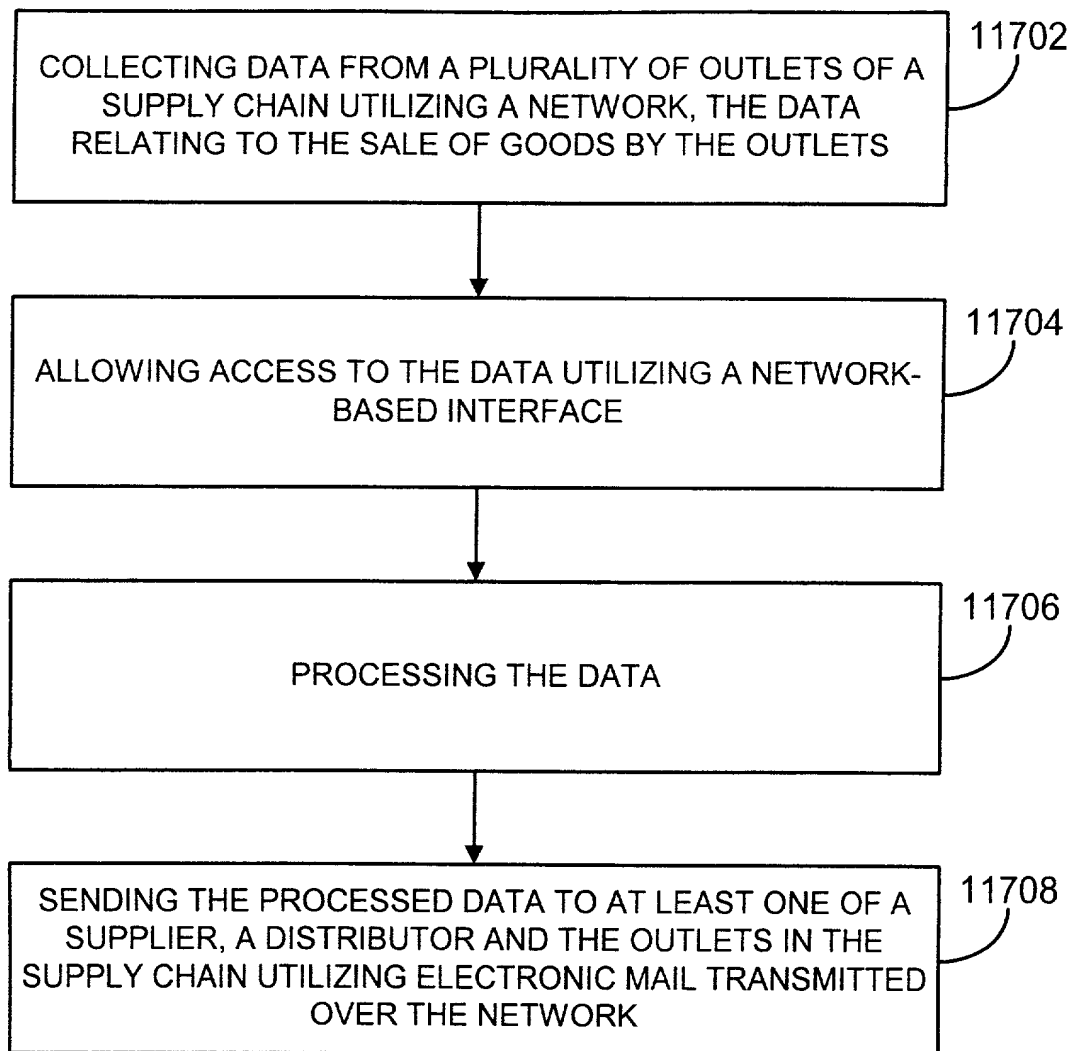 11702
COLLECTING DATA FROM A PLURALITY OF OUTLETS OF A
SUPPLY CHAIN UTILIZING A NETWORK, THE DATA
RELATING TO THE SALE OF GOODS BY THE OUTLETS
11704
ALLOWING ACCESS TO THE DATA UTILIZING A NETWORK-
BASED INTERFACE
11706
PROCESSING THE DATA
11708
SENDING THE PROCESSED DATA TO AT LEAST ONE OF A
SUPPLIER, A DISTRIBUTOR AND THE OUTLETS IN THE
SUPPLY CHAIN UTILIZING ELECTRONIC MAIL TRANSMITTED
OVER THE NETWORK